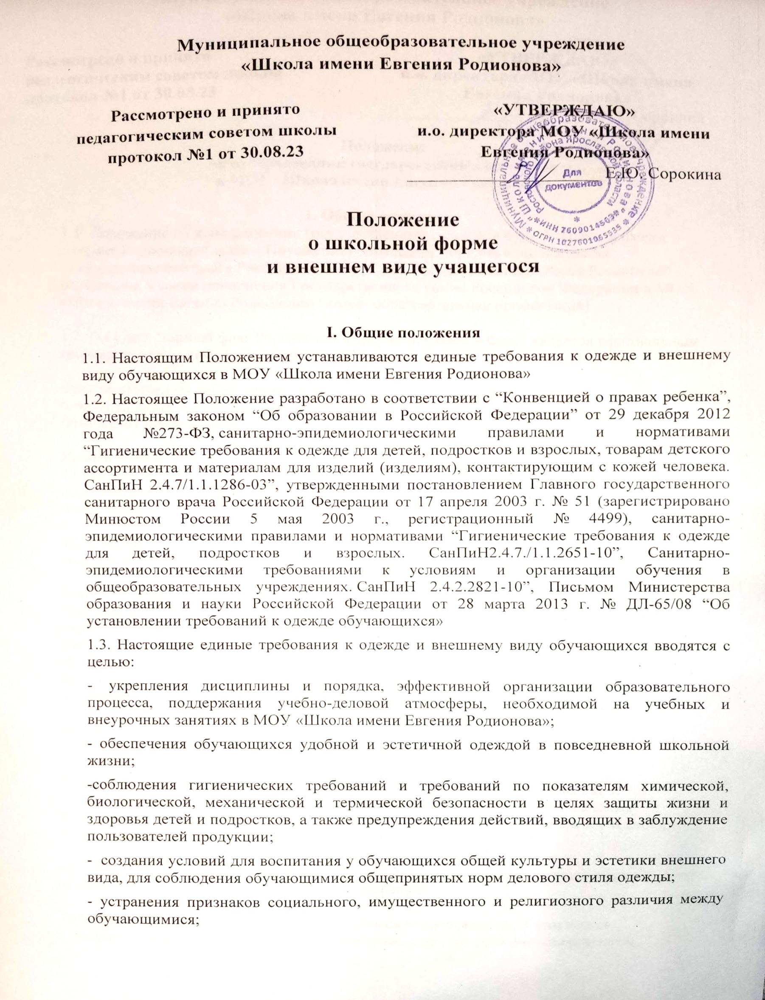 Муниципальное общеобразовательное учреждение
«Школа имени Евгения Родионова»
Рассмотрено и принято
педагогическим советом школы
протокол №1 от 30.08.23
«УТВЕРЖДАЮ»
и.о. директора МОУ «Школа имени
Евгения Родионова»
Е.Ю. Сорокина
Для
документов
Муниципальное общеобразовательное учреждение
ОГРН 1027601065535
ИНН 7609014563
Положение
о школьной форме
и внешнем виде учащегося
I. Общие положения
1.1. Настоящим Положением устанавливаются единые требования к одежде и внешнему
виду обучающихся в МОУ «Школа имени Евгения Родионова»
1.2. Настоящее Положение разработано в соответствии с “Конвенцией о правах ребенка”,
Федеральным законом “Об образовании в Российской Федерации” от 29 декабря 2012
года №273-ФЗ, санитарно-эпидемиологическими правилами и нормативами
“Гигиенические требования к одежде для детей, подростков и взрослых, товарам детского
ассортимента и материалам для изделий (изделиям), контактирующим с кожей человека.
СанПиН 2.4.7/1.1.1286-03”, утвержденными постановлением Главного государственного
санитарного врача Российской Федерации от 17 апреля 2003 г. № 51 (зарегистрировано
Минюстом России 5 мая 2003 г., регистрационный № 4499), санитарно-
эпидемиологическими правилами и нормативами “Гигиенические требования к одежде
для детей, подростков и взрослых. СанПиН2.4.7./1.1.2651-10”, Санитарно-
эпидемиологическими требованиями к условиям и организации обучения в
общеобразовательных учреждениях. СанПиН 2.4.2.2821-10”, Письмом Министерства
образования и науки Российской Федерации от 28 марта 2013 г. № ДЛ-65/08 “Об
установлении требований к одежде обучающихся»
1.3. Настоящие единые требования к одежде и внешнему виду обучающихся вводятся с
целью:
- укрепления дисциплины и порядка, эффективной организации образовательного
процесса, поддержания учебно-деловой атмосферы, необходимой на учебных и
внеурочных занятиях в МОУ «Школа имени Евгения Родионова»;
- обеспечения обучающихся удобной и эстетичной одеждой в повседневной школьной
жизни;
-соблюдения гигиенических требований и требований по показателям химической,
биологической, механической и термической безопасности в целях защиты жизни и
здоровья детей и подростков, а также предупреждения действий, вводящих в заблуждение
пользователей продукции;
- создания условий для воспитания у обучающихся общей культуры и эстетики внешнего
вида, для соблюдения обучающимися общепринятых норм делового стиля одежды;
- устранения признаков социального, имущественного и религиозного различия между
обучающимися;